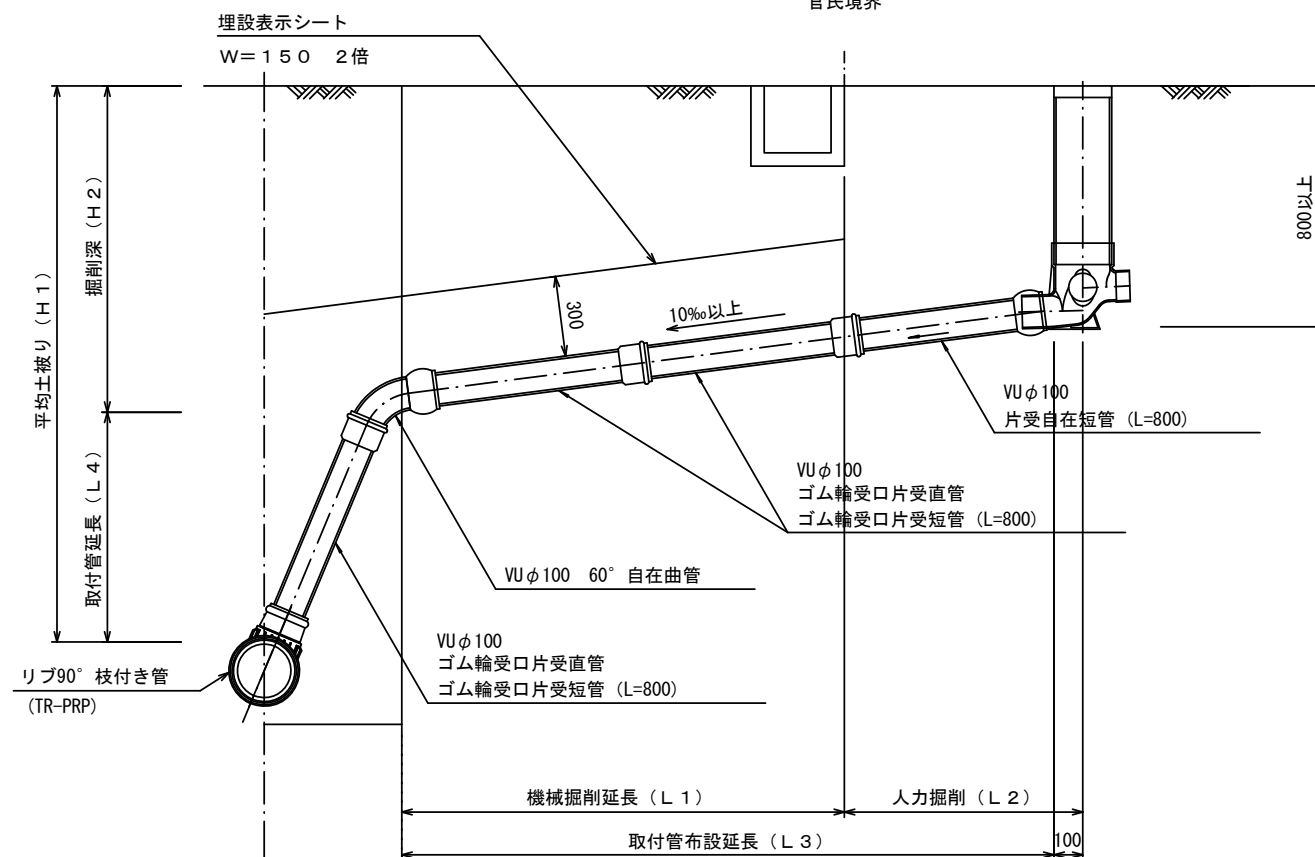 官民境界
埋設表示シート
W=150 2倍
平均土被り(H1)
掘削深(H2)
取付管延長(L4)
300
10‰以上
800以上
VUφ100
片受自在短管(L=800)
VUφ100
ゴム輪受口片受直管
ゴム輪受口片受短管(L=800)
VUφ100 60°自在曲管
VUφ100
ゴム輪受口片受直管
ゴム輪受口片受短管(L=800)
リブ90°枝付き管
(TR-PRP)
機械掘削延長(L1)
人力掘削(L2)
取付管布設延長(L3)
100